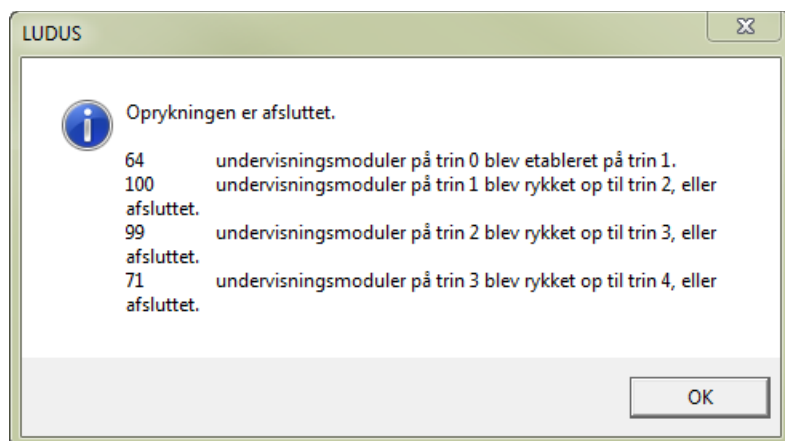 LUDUS
Oprykningen er afsluttet.
64 undervisningsmoduler på trin 0 blev etableret på trin 1.
100 undervisningsmoduler på trin 1 blev rykket op til trin 2, eller
afsluttet.
99 undervisningsmoduler på trin 2 blev rykket op til trin 3, eller
afsluttet.
71 undervisningsmoduler på trin 3 blev rykket op til trin 4, eller
afsluttet.
OK